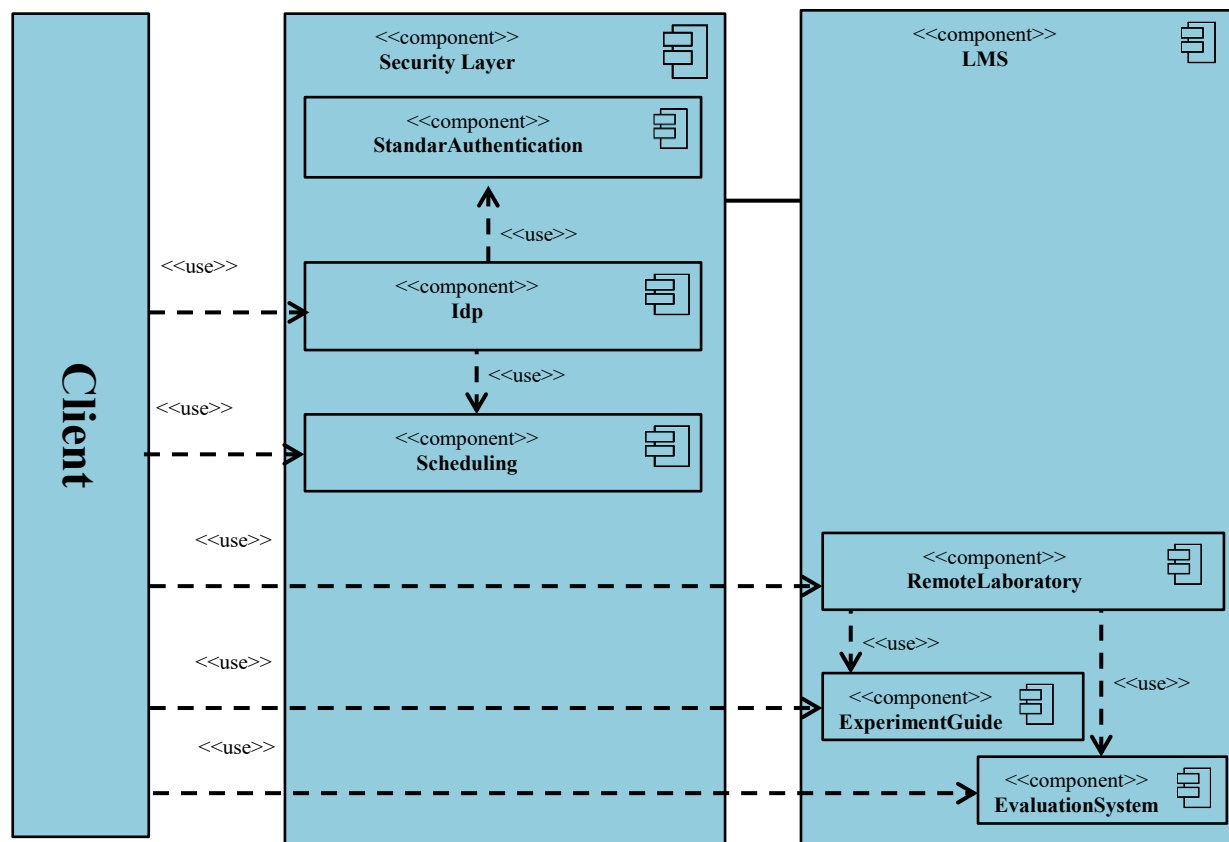 Client
<<use>>
<<use>>
<<use>>
<<use>>
<<use>>
<<component>>
Security Layer
<<component>>
StandarAuthentication
<<use>>
<<component>>
Idp
<<use>>
<<component>>
Scheduling
<<component>>
LMS
<<component>>
RemoteLaboratory
<<use>>
<<use>>
<<component>>
ExperimentGuide
<<component>>
EvaluationSystem